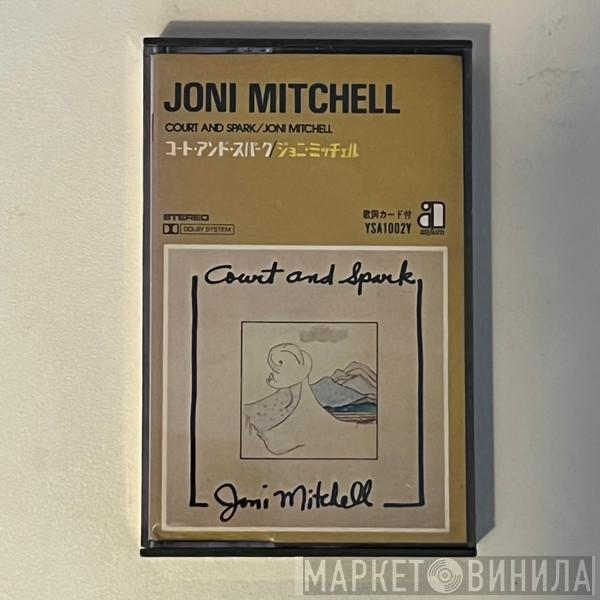 JONI MITCHELL
COURT AND SPARK/JONI MITCHELL
コート・アンド・スパーク/ジョニ・ミッチェル
STEREO
DOLBY SYSTEM
歌詞カード付
YSA1002Y
asylum
Court and Spark
Joni Mitchell
МАРКЕТ ВИНИЛА